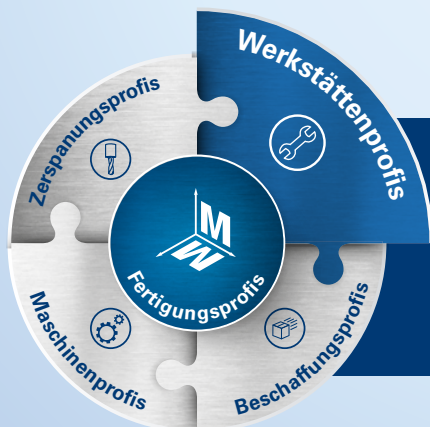 Zerspanungsprofis
Werkstättenprofis
MW
Fertigungsprofis
Maschinenprofis
Beschaffungsprofis